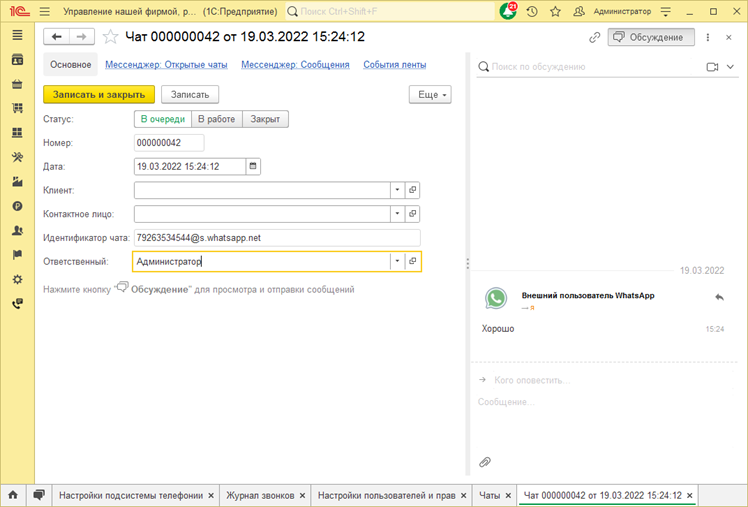 1С Управление нашей фирмой, р... (1С:Предприятие) Поиск Ctrl+Shift+F 21 Администратор
Чат 000000042 от 19.03.2022 15:24:12
Обсуждение
Основное Мессенджер: Открытые чаты Мессенджер: Сообщения События ленты
Поиск по обсуждению
Записать и закрыть Записать Еще
Статус: В очереди В работе Закрыт
Номер: 000000042
Дата: 19.03.2022 15:24:12
Клиент:
Контактное лицо:
Идентификатор чата: 79263534544@s.whatsapp.net
Ответственный: Администратор
Нажмите кнопку "Обсуждение" для просмотра и отправки сообщений
19.03.2022
Внешний пользователь WhatsApp
→ я
Хорошо 15:24
Кого оповестить...
Сообщение...
Настройки подсистемы телефонии × Журнал звонков × Настройки пользователей и прав × Чаты × Чат 000000042 от 19.03.2022 15:24:12 ×